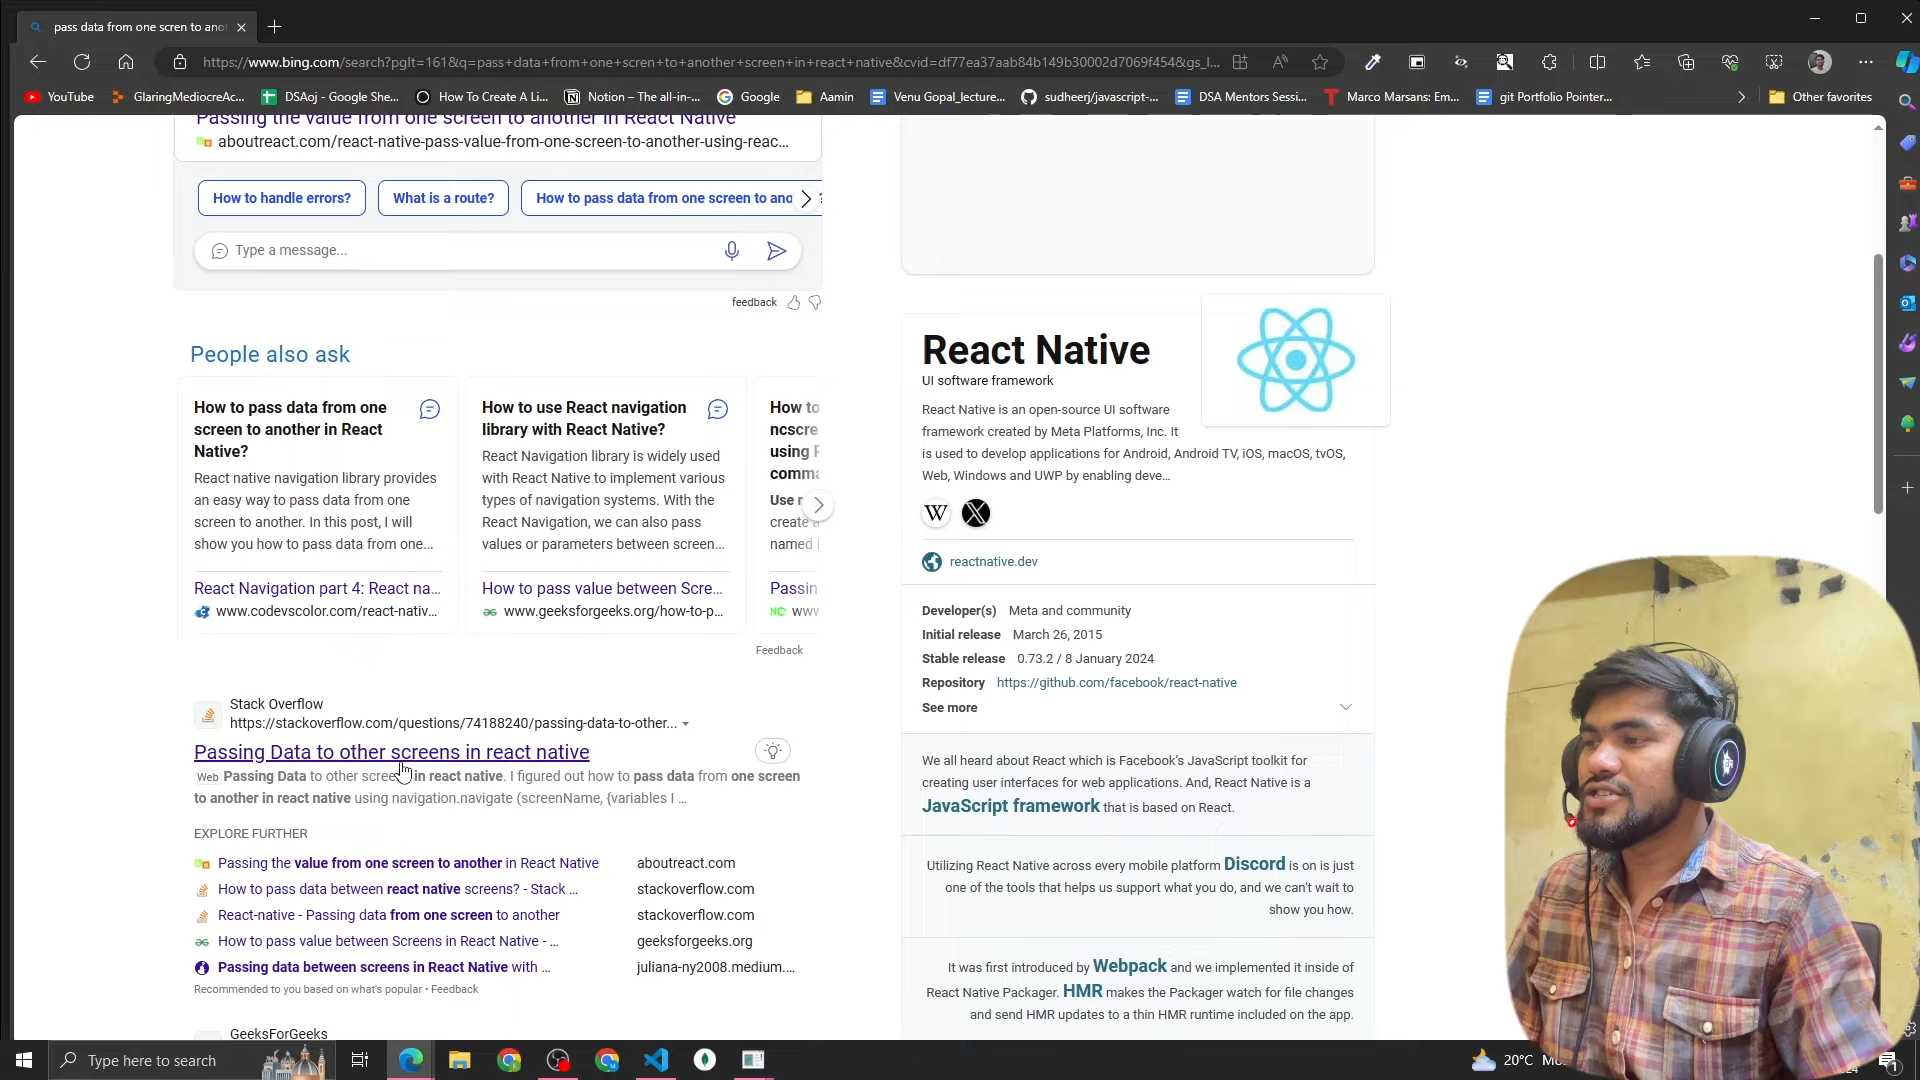 pass data from one scren to ano
https://www.bing.com/search?pglt=161&q=pass+data+from+one+scren+to+another+screen+in+react+native&cvid=df77ea37aab84b149b30002d7069f454&gs_l...
YouTube
GlaringMediocreAc...
DSAoj - Google She...
How To Create A Li...
Notion – The all-in-...
Google
Aamin
Venu Gopal_lecture...
sudheerj/javascript-...
DSA Mentors Sessi...
Marco Marsans: Em...
git Portfolio Pointer...
Other favorites
Passing the value from one screen to another in React Native
aboutreact.com/react-native-pass-value-from-one-screen-to-another-using-reac...
How to handle errors?
What is a route?
How to pass data from one screen to ano
Type a message...
feedback
People also ask
How to pass data from one
screen to another in React
Native?
React native navigation library provides
an easy way to pass data from one
screen to another. In this post, I will
show you how to pass data from one...
React Navigation part 4: React na...
www.codevscolor.com/react-nativ...
How to use React navigation
library with React Native?
React Navigation library is widely used
with React Native to implement various
types of navigation systems. With the
React Navigation, we can also pass
values or parameters between screen...
How to pass value between Scre...
www.geeksforgeeks.org/how-to-p...
How to
ncscre
using
comma
Use
create
named
Passin
NC www
Feedback
Stack Overflow
https://stackoverflow.com/questions/74188240/passing-data-to-other...
Passing Data to other screens in react native
Web Passing Data to other scree in react native. I figured out how to pass data from one screen
to another in react native using navigation.navigate (screenName, {variables I ...
EXPLORE FURTHER
Passing the value from one screen to another in React Native aboutreact.com
How to pass data between react native screens? - Stack ... stackoverflow.com
React-native - Passing data from one screen to another stackoverflow.com
How to pass value between Screens in React Native - ... geeksforgeeks.org
Passing data between screens in React Native with ... juliana-ny2008.medium....
Recommended to you based on what's popular • Feedback
GeeksForGeeks
React Native
UI software framework
React Native is an open-source UI software
framework created by Meta Platforms, Inc. It
is used to develop applications for Android, Android TV, iOS, macOS, tvOS,
Web, Windows and UWP by enabling deve...
W
X
reactnative.dev
Developer(s) Meta and community
Initial release March 26, 2015
Stable release 0.73.2 / 8 January 2024
Repository https://github.com/facebook/react-native
See more
We all heard about React which is Facebook's JavaScript toolkit for
creating user interfaces for web applications. And, React Native is a
JavaScript framework that is based on React.
Utilizing React Native across every mobile platform Discord is on is just
one of the tools that helps us support what you do, and we can't wait to
show you how.
It was first introduced by Webpack and we implemented it inside of
React Native Packager. HMR makes the Packager watch for file changes
and send HMR updates to a thin HMR runtime included on the app.
Type here to search
20°C